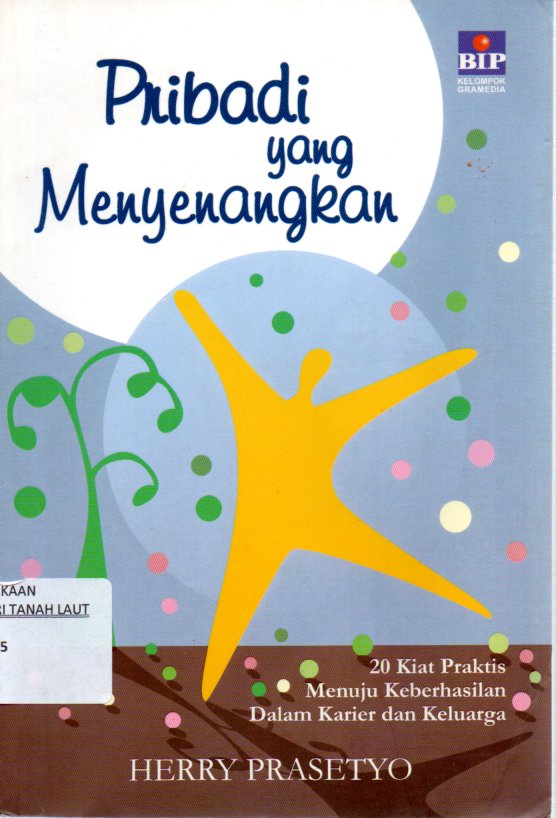 Pribadi
yang
Menyenangkan
BIP
KELOMPOK
GRAMEDIA
KAAN
RI TANAH LAUT
5
20 Kiat Praktis
Menuju Keberhasilan
Dalam Karier dan Keluarga
HERRY PRASETYO